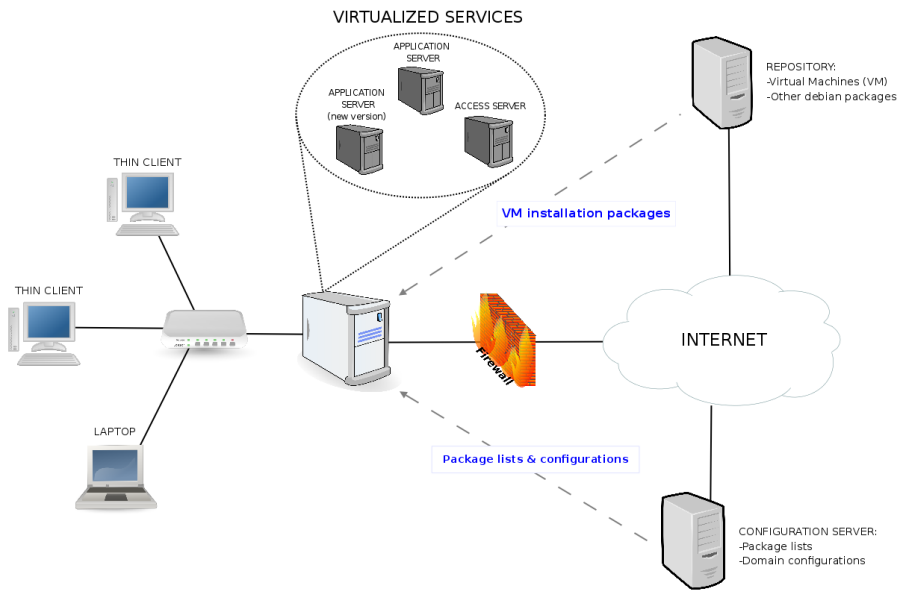 VIRTUALIZED SERVICES
APPLICATION
SERVER
APPLICATION
SERVER
(new version)
ACCESS SERVER
REPOSITORY:
-Virtual Machines (VM)
-Other debian packages
THIN CLIENT
VM installation packages
THIN CLIENT
INTERNET
Firewall
LAPTOP
Package lists & configurations
CONFIGURATION SERVER:
-Package lists
-Domain configurations